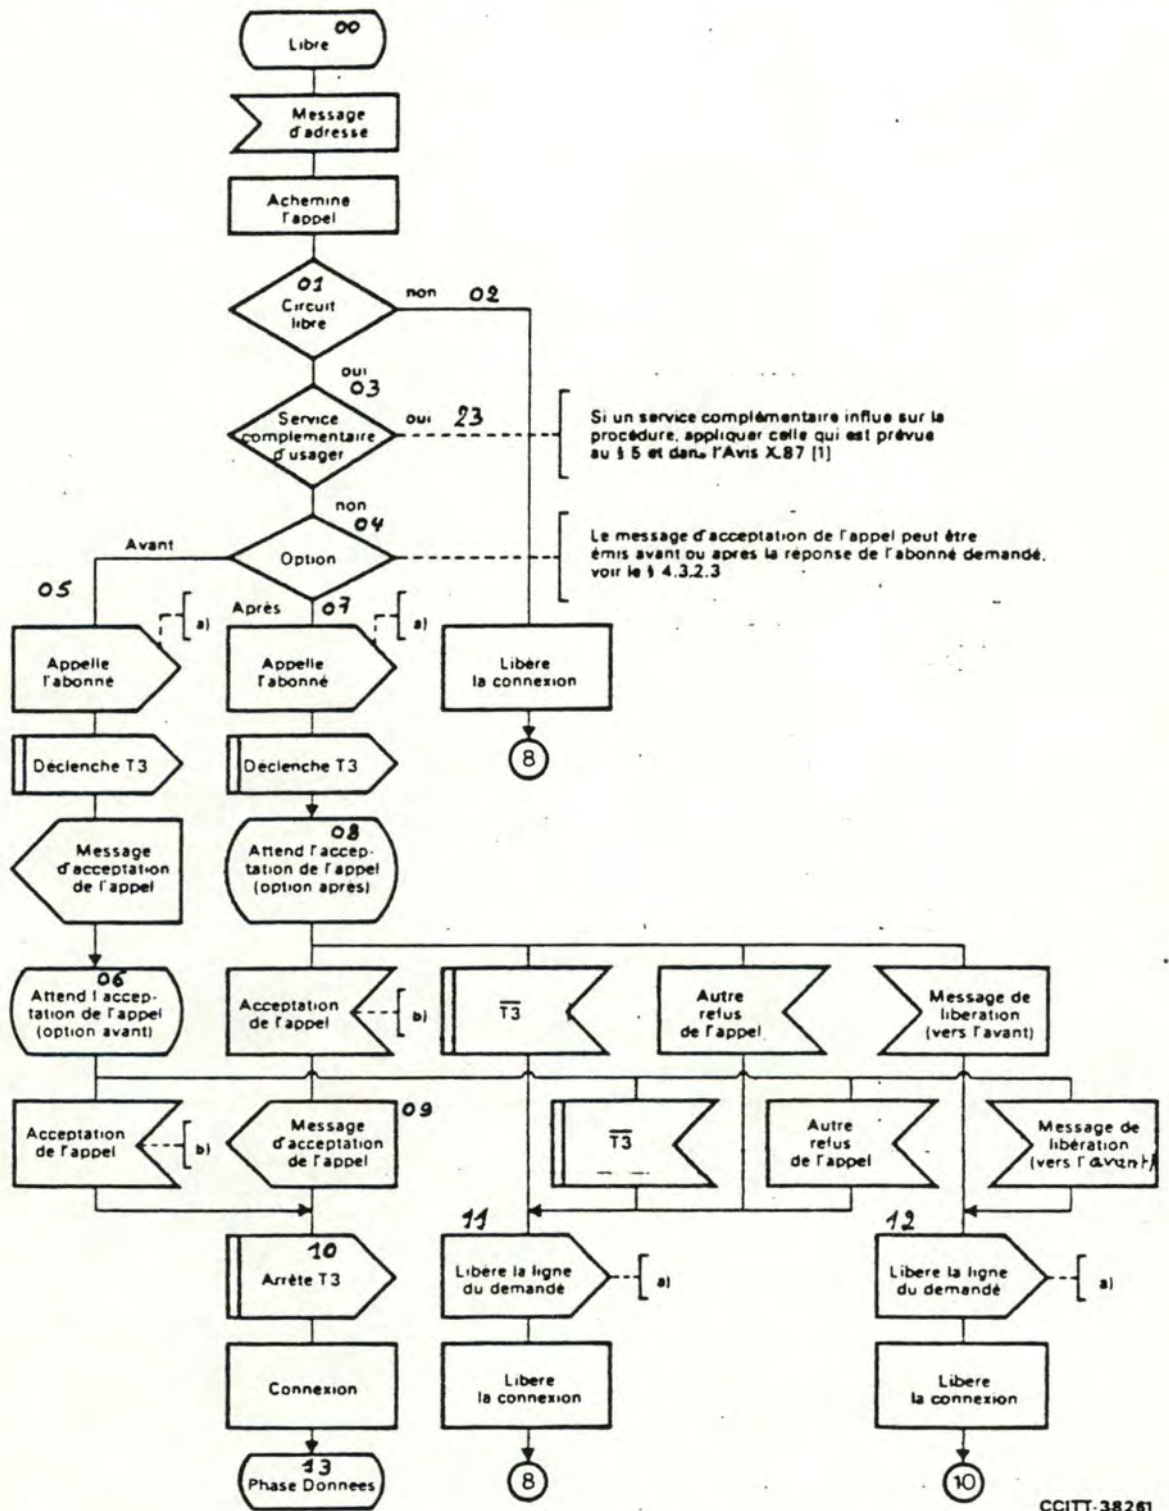 00
Libre
Message
d'adresse
Achemine
l'appel
01
Circuit
libre
non 02
oui
03
Service
complementaire
d'usager
oui 23
Si un service complémentaire influe sur la
procédure, appliquer celle qui est prévue
au § 5 et dans l'Avis X.87 [1]
non
04
Option
Avant
Le message d'acceptation de l'appel peut être
émis avant ou après la réponse de l'abonné demandé,
voir le § 4.3.2.3
05
a)
Après 07
a)
Appelle
l'abonné
Appelle
l'abonné
Libère
la connexion
Déclenche T3
Déclenche T3
8
Message
d'acceptation
de l'appel
08
Attend l'accep-
tation de l'appel
(option après)
06
Attend l'accep-
tation de l'appel
(option avant)
Acceptation
de l'appel
b)
T3
Autre
refus
de l'appel
Message de
libération
(vers l'avant)
Acceptation
de l'appel
b)
09
Message
d'acceptation
de l'appel
T3
Autre
refus
de l'appel
Message de
libération
(vers l'avant)
10
Arrête T3
11
Libère la ligne
du demandé
a)
12
Libere la ligne
du demandé
a)
Connexion
Libere
la connexion
Libere
la connexion
13
Phase Donnees
8
10
CCITT-38261